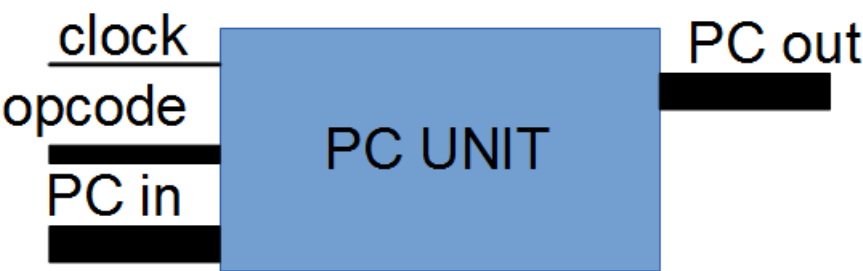 clock
opcode
PC in
PC UNIT
PC out